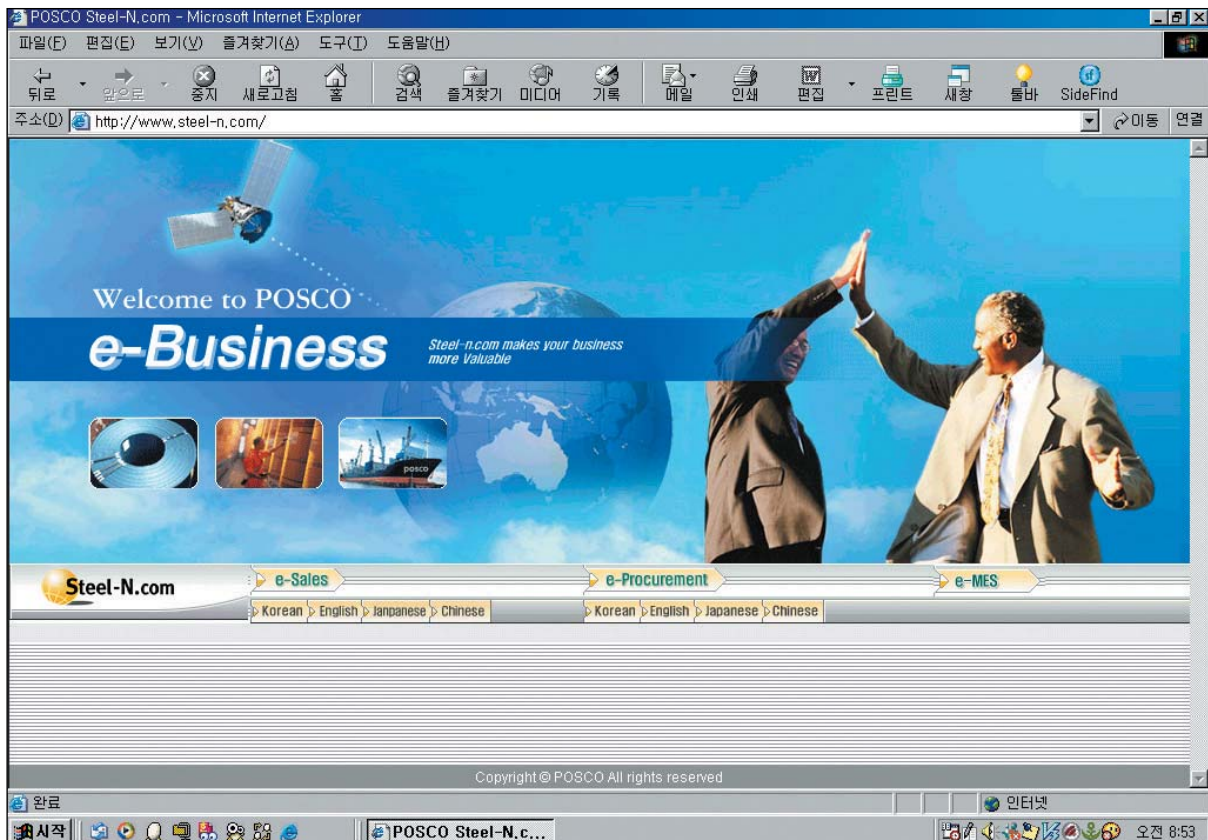 POSCO Steel-N.com - Microsoft Internet Explorer
파일(F) 편집(E) 보기(V) 즐겨찾기(A) 도구(T) 도움말(H)
뒤로 앞으로 중지 새로고침 홈 검색 즐겨찾기 미디어 기록 메일 인쇄 편집 프린트 새창 툴바 SideFind
주소(D) http://www.steel-n.com/ 이동 연결
Welcome to POSCO
e-Business
Steel-n.com makes your business
more Valuable
posco
Steel-N.com
e-Sales e-Procurement e-MES
Korean English Janpanese Chinese Korean English Japanese Chinese
Copyright © POSCO All rights reserved
완료 인터넷
시작 POSCO Steel-N.c... 오전 8:53